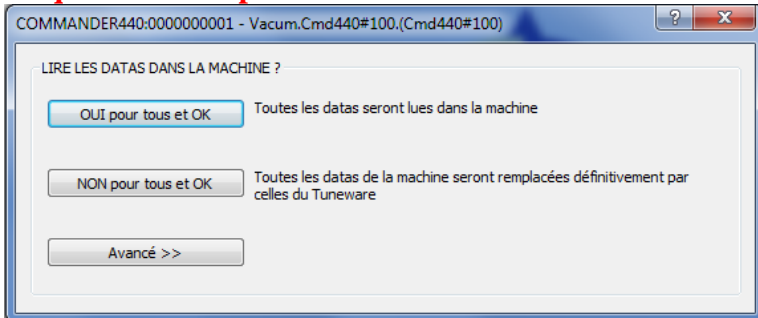 COMMANDER440:0000000001 - Vacum.Cmd440#100.(Cmd440#100)
LIRE LES DATAS DANS LA MACHINE ?
OUI pour tous et OK
Toutes les datas seront lues dans la machine
NON pour tous et OK
Toutes les datas de la machine seront remplacées définitivement par
celles du Tuneware
Avancé >>